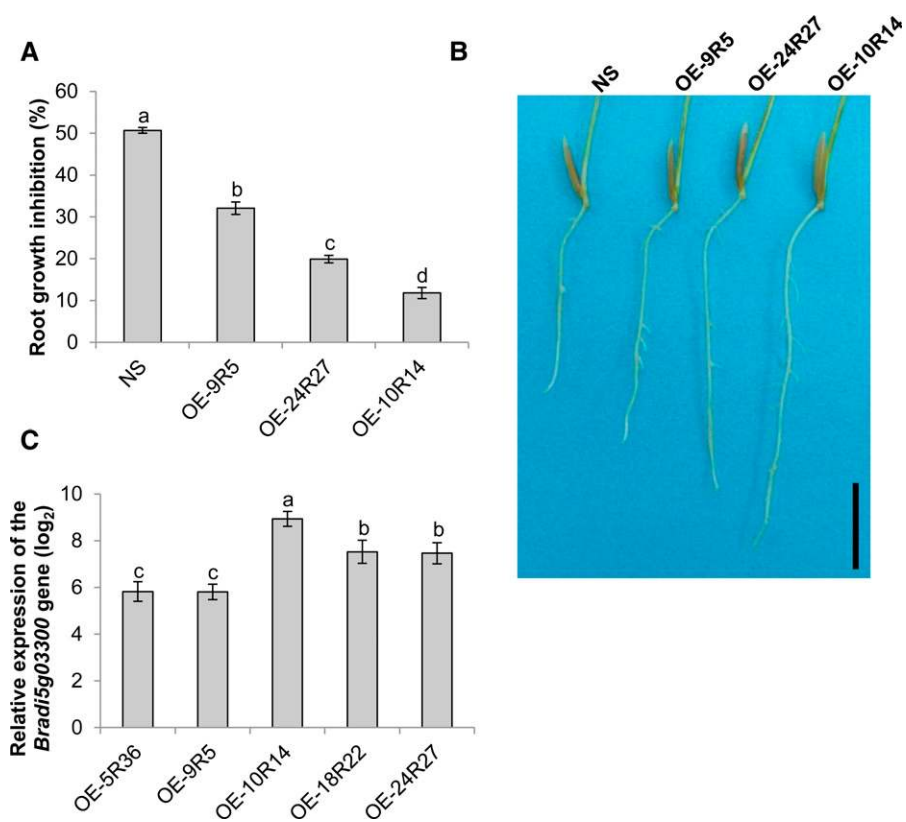 A
Root growth inhibition (%)
60
50
40
30
20
10
0
a
b
c
d
NS
OE-9R5
OE-24R27
OE-10R14
B
NS
OE-9R5
OE-24R27
OE-10R14
C
Relative expression of the
Bradi5g03300 gene (log₂)
10
8
6
4
2
0
c
c
a
b
b
OE-5R36
OE-9R5
OE-10R14
OE-18R22
OE-24R27